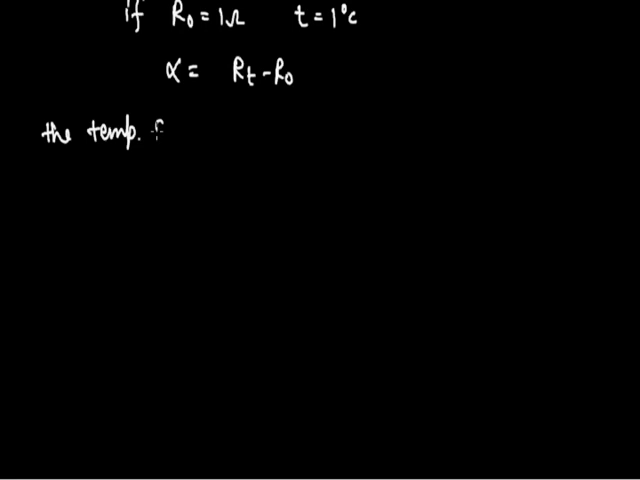 if R₀ = 1Ω t = 1°c
α = Rt - R₀
the temp.